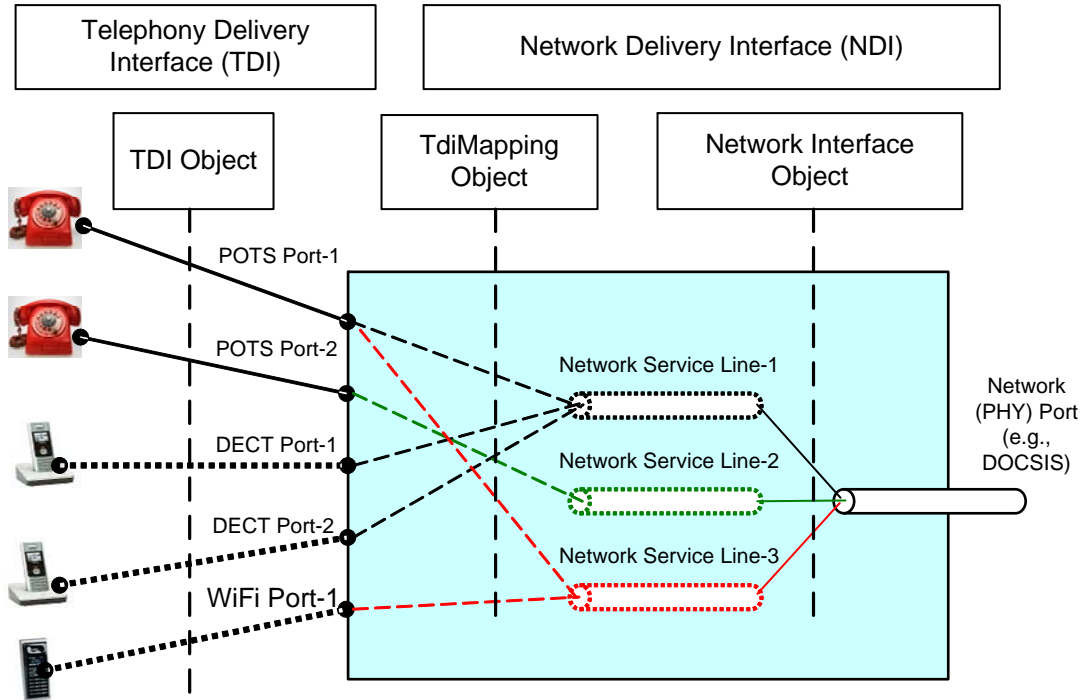 Telephony Delivery
Interface (TDI)
Network Delivery Interface (NDI)
TDI Object
TdiMapping
Object
Network Interface
Object
POTS Port-1
POTS Port-2
DECT Port-1
DECT Port-2
WiFi Port-1
Network Service Line-1
Network Service Line-2
Network Service Line-3
Network
(PHY) Port
(e.g.,
DOCSIS)